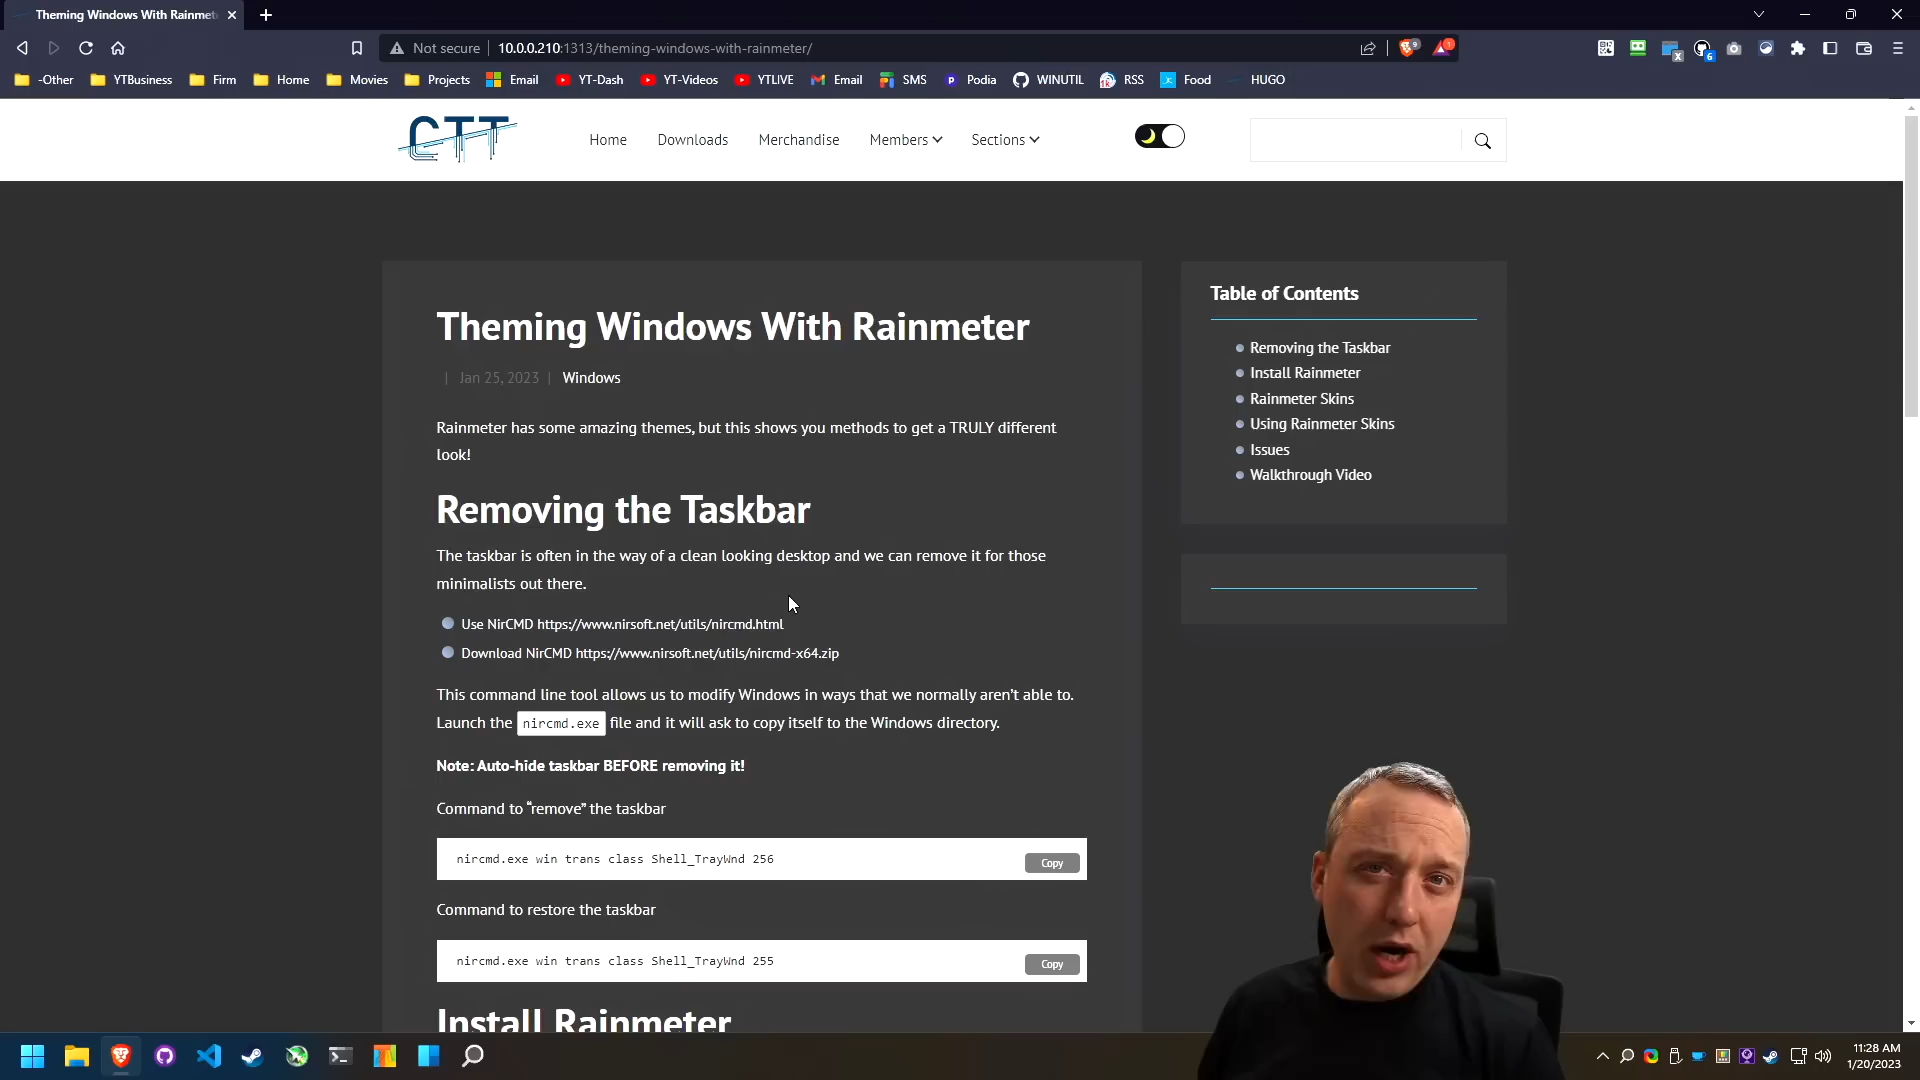 Theming Windows With Rainmet
Not secure
10.0.0.210:1313/theming-windows-with-rainmeter/
9
1
x
6
-Other
YTBusiness
Firm
Home
Movies
Projects
Email
YT-Dash
YT-Videos
YTLIVE
Email
SMS
Podia
WINUTIL
RSS
Food
HUGO
CTT
Home
Downloads
Merchandise
Members
Sections
Theming Windows With Rainmeter
| Jan 25, 2023 | Windows
Rainmeter has some amazing themes, but this shows you methods to get a TRULY different
look!
Removing the Taskbar
The taskbar is often in the way of a clean looking desktop and we can remove it for those
minimalists out there.
Use NirCMD https://www.nirsoft.net/utils/nircmd.html
Download NirCMD https://www.nirsoft.net/utils/nircmd-x64.zip
This command line tool allows us to modify Windows in ways that we normally aren't able to.
Launch the nircmd.exe file and it will ask to copy itself to the Windows directory.
Note: Auto-hide taskbar BEFORE removing it!
Command to “remove” the taskbar
nircmd.exe win trans class Shell_TrayWnd 256
Copy
Command to restore the taskbar
nircmd.exe win trans class Shell_TrayWnd 255
Copy
Install Rainmeter
Table of Contents
Removing the Taskbar
Install Rainmeter
Rainmeter Skins
Using Rainmeter Skins
Issues
Walkthrough Video
11:28 AM
1/20/2023